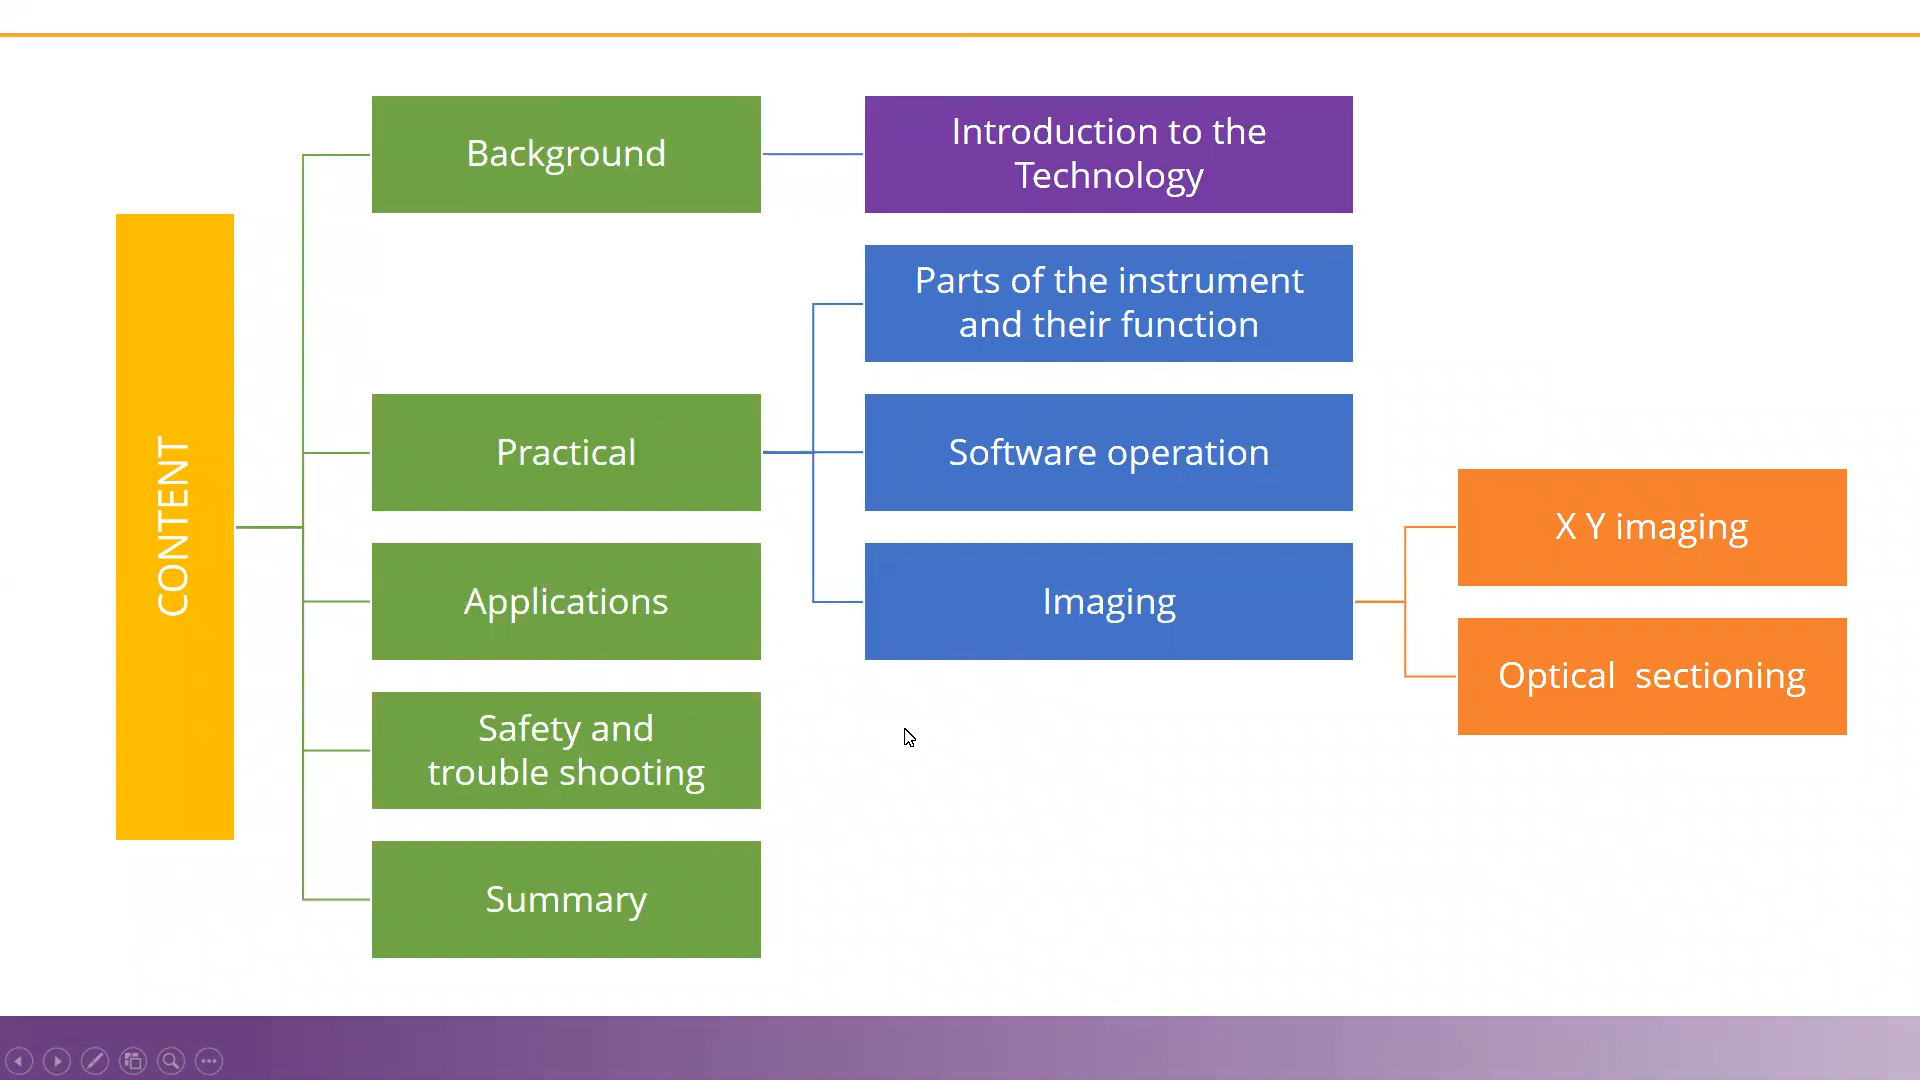 CONTENT
Background
Introduction to the
Technology
Practical
Parts of the instrument
and their function
Software operation
Imaging
X Y imaging
Optical  sectioning
Applications
Safety and
trouble shooting
Summary